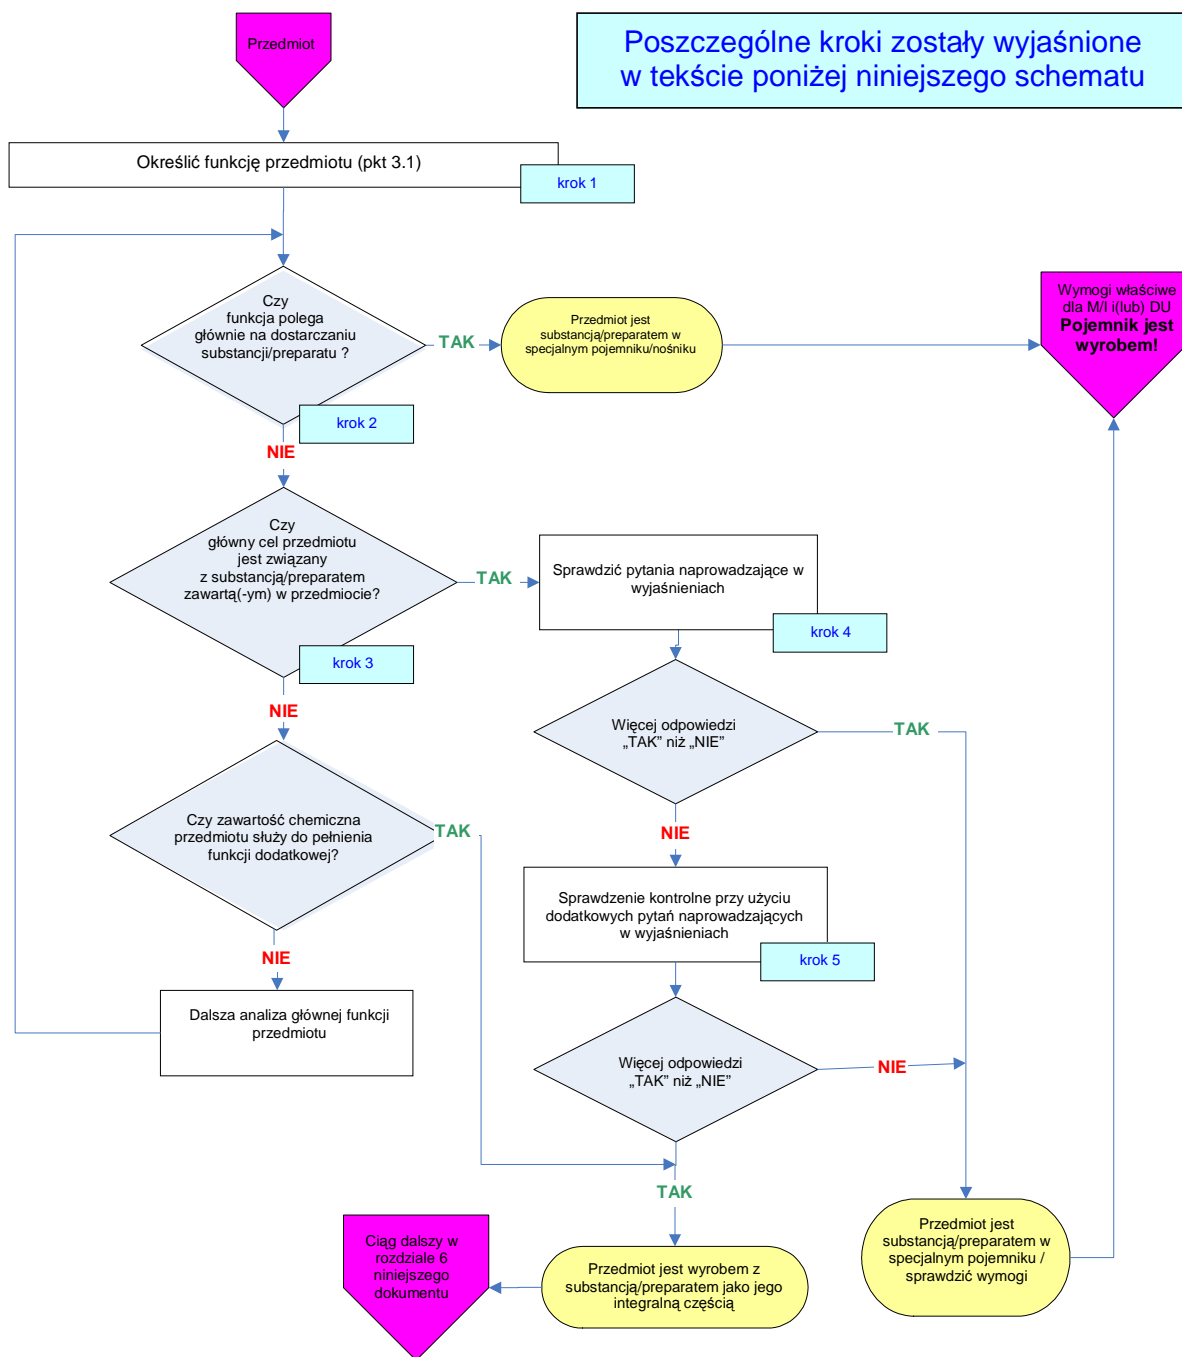 Przedmiot
Poszczególne kroki zostały wyjaśnione
w tekście poniżej niniejszego schematu
Określić funkcję przedmiotu (pkt 3.1)
krok 1
Czy
funkcja polega
głównie na dostarczaniu
substancji/preparatu ?
TAK
krok 2
NIE
Przedmiot jest
substancją/preparatem w
specjalnym pojemniku/nośniku
Wymogi właściwe
dla M/I i(lub) DU
Pojemnik jest
wyrobem!
Czy
główny cel przedmiotu
jest związany
z substancją/preparatem
zawartą(-ym) w przedmiocie?
TAK
krok 3
NIE
Sprawdzić pytania naprowadzające w
wyjaśnieniach
krok 4
Więcej odpowiedzi
„TAK” niż „NIE”
TAK
NIE
Czy zawartość chemiczna
przedmiotu służy do pełnienia
funkcji dodatkowej?
TAK
NIE
Sprawdzenie kontrolne przy użyciu
dodatkowych pytań naprowadzających
w wyjaśnieniach
krok 5
Dalsza analiza głównej funkcji
przedmiotu
Więcej odpowiedzi
„TAK” niż „NIE”
NIE
TAK
Ciąg dalszy w
rozdziale 6
niniejszego
dokumentu
Przedmiot jest wyrobem z
substancją/preparatem jako jego
integralną częścią
Przedmiot jest
substancją/preparatem w
specjalnym pojemniku /
sprawdzić wymogi